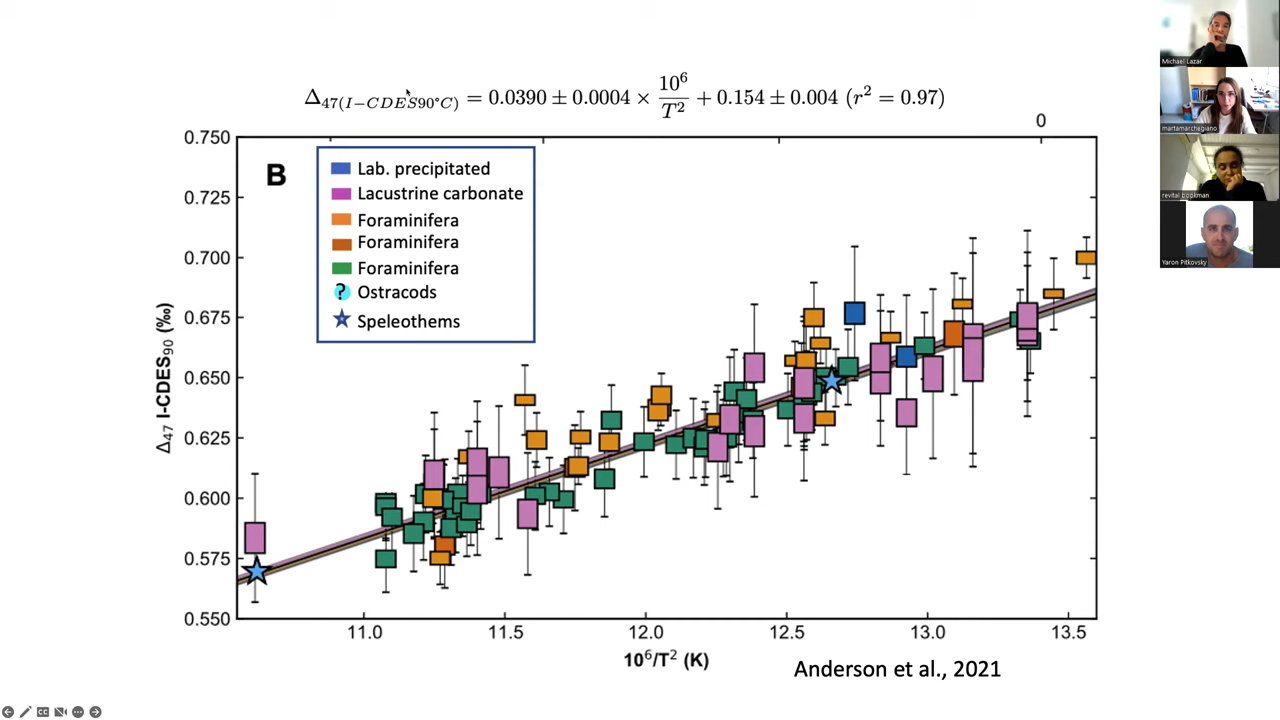 Δ47(I−CDES90°C) = 0.0390 ± 0.0004 × 10^6/T^2 + 0.154 ± 0.004 (r^2 = 0.97)
0
0.750
0.725
0.700
0.675
0.650
0.625
0.600
0.575
0.550
Δ47 I-CDES90 (‰)
B
Lab. precipitated
Lacustrine carbonate
Foraminifera
Foraminifera
Foraminifera
? Ostracods
Speleothems
11.0 11.5 12.0 12.5 13.0 13.5
10^6/T^2 (K)
Anderson et al., 2021
Michael Lazar
martamarchegiano
revital bookman
Yaron Pitkovsky
CC